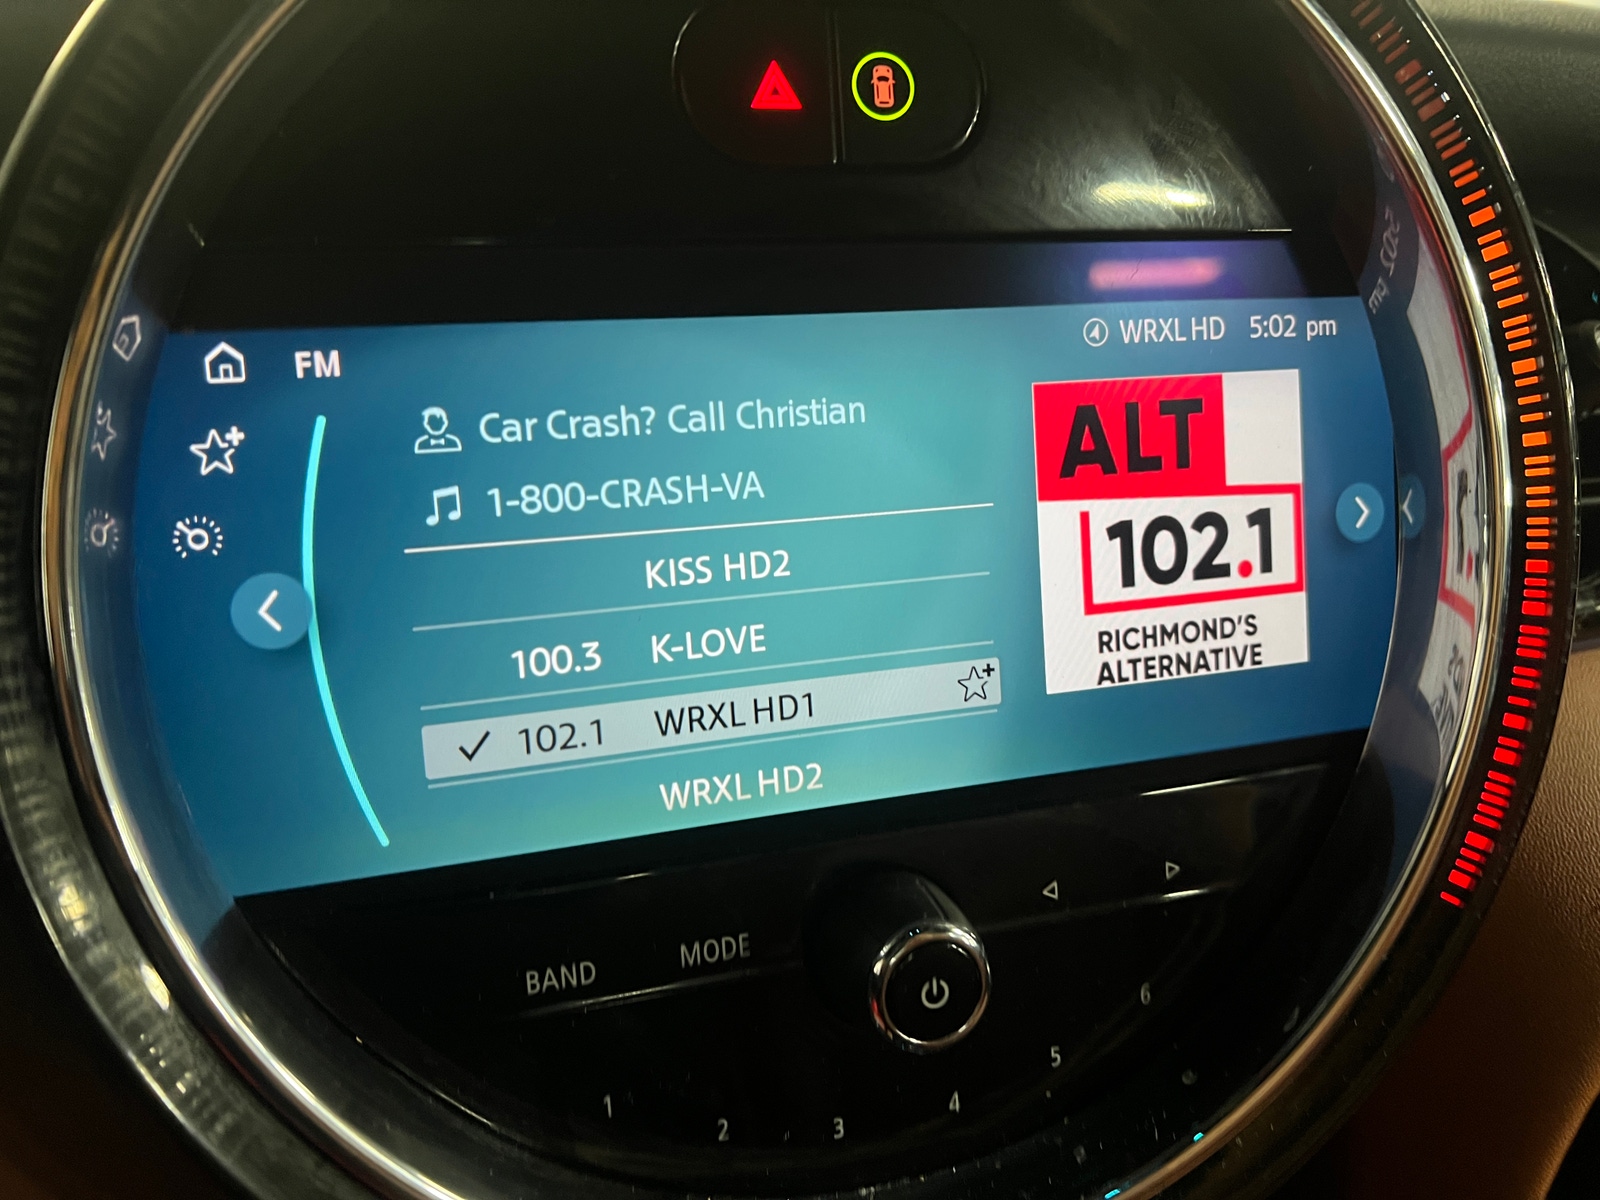 WRXL HD 5:02 pm
FM
Car Crash? Call Christian
1-800-CRASH-VA
KISS HD2
100.3 K-LOVE
102.1 WRXL HD1
WRXL HD2
ALT
102.1
RICHMOND'S
ALTERNATIVE
BAND MODE
1 2 3 4 5 6